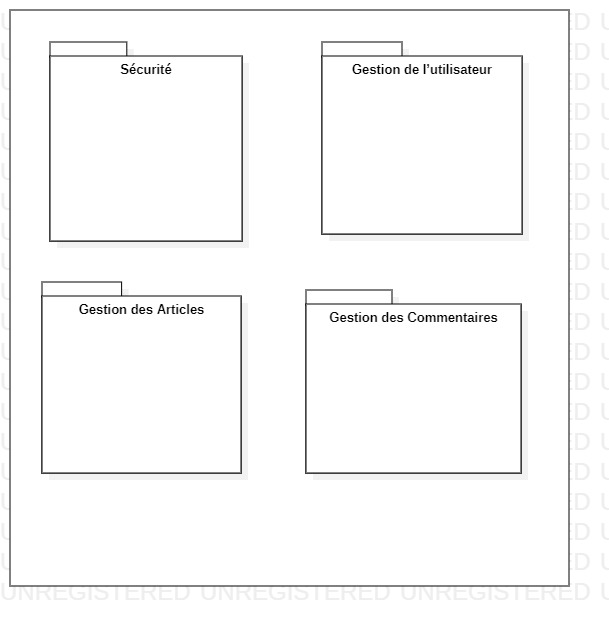 Sécurité
Gestion de l'utilisateur
Gestion des Articles
Gestion des Commentaires
UNREGISTERED UNREGISTERED UNREGISTERED U